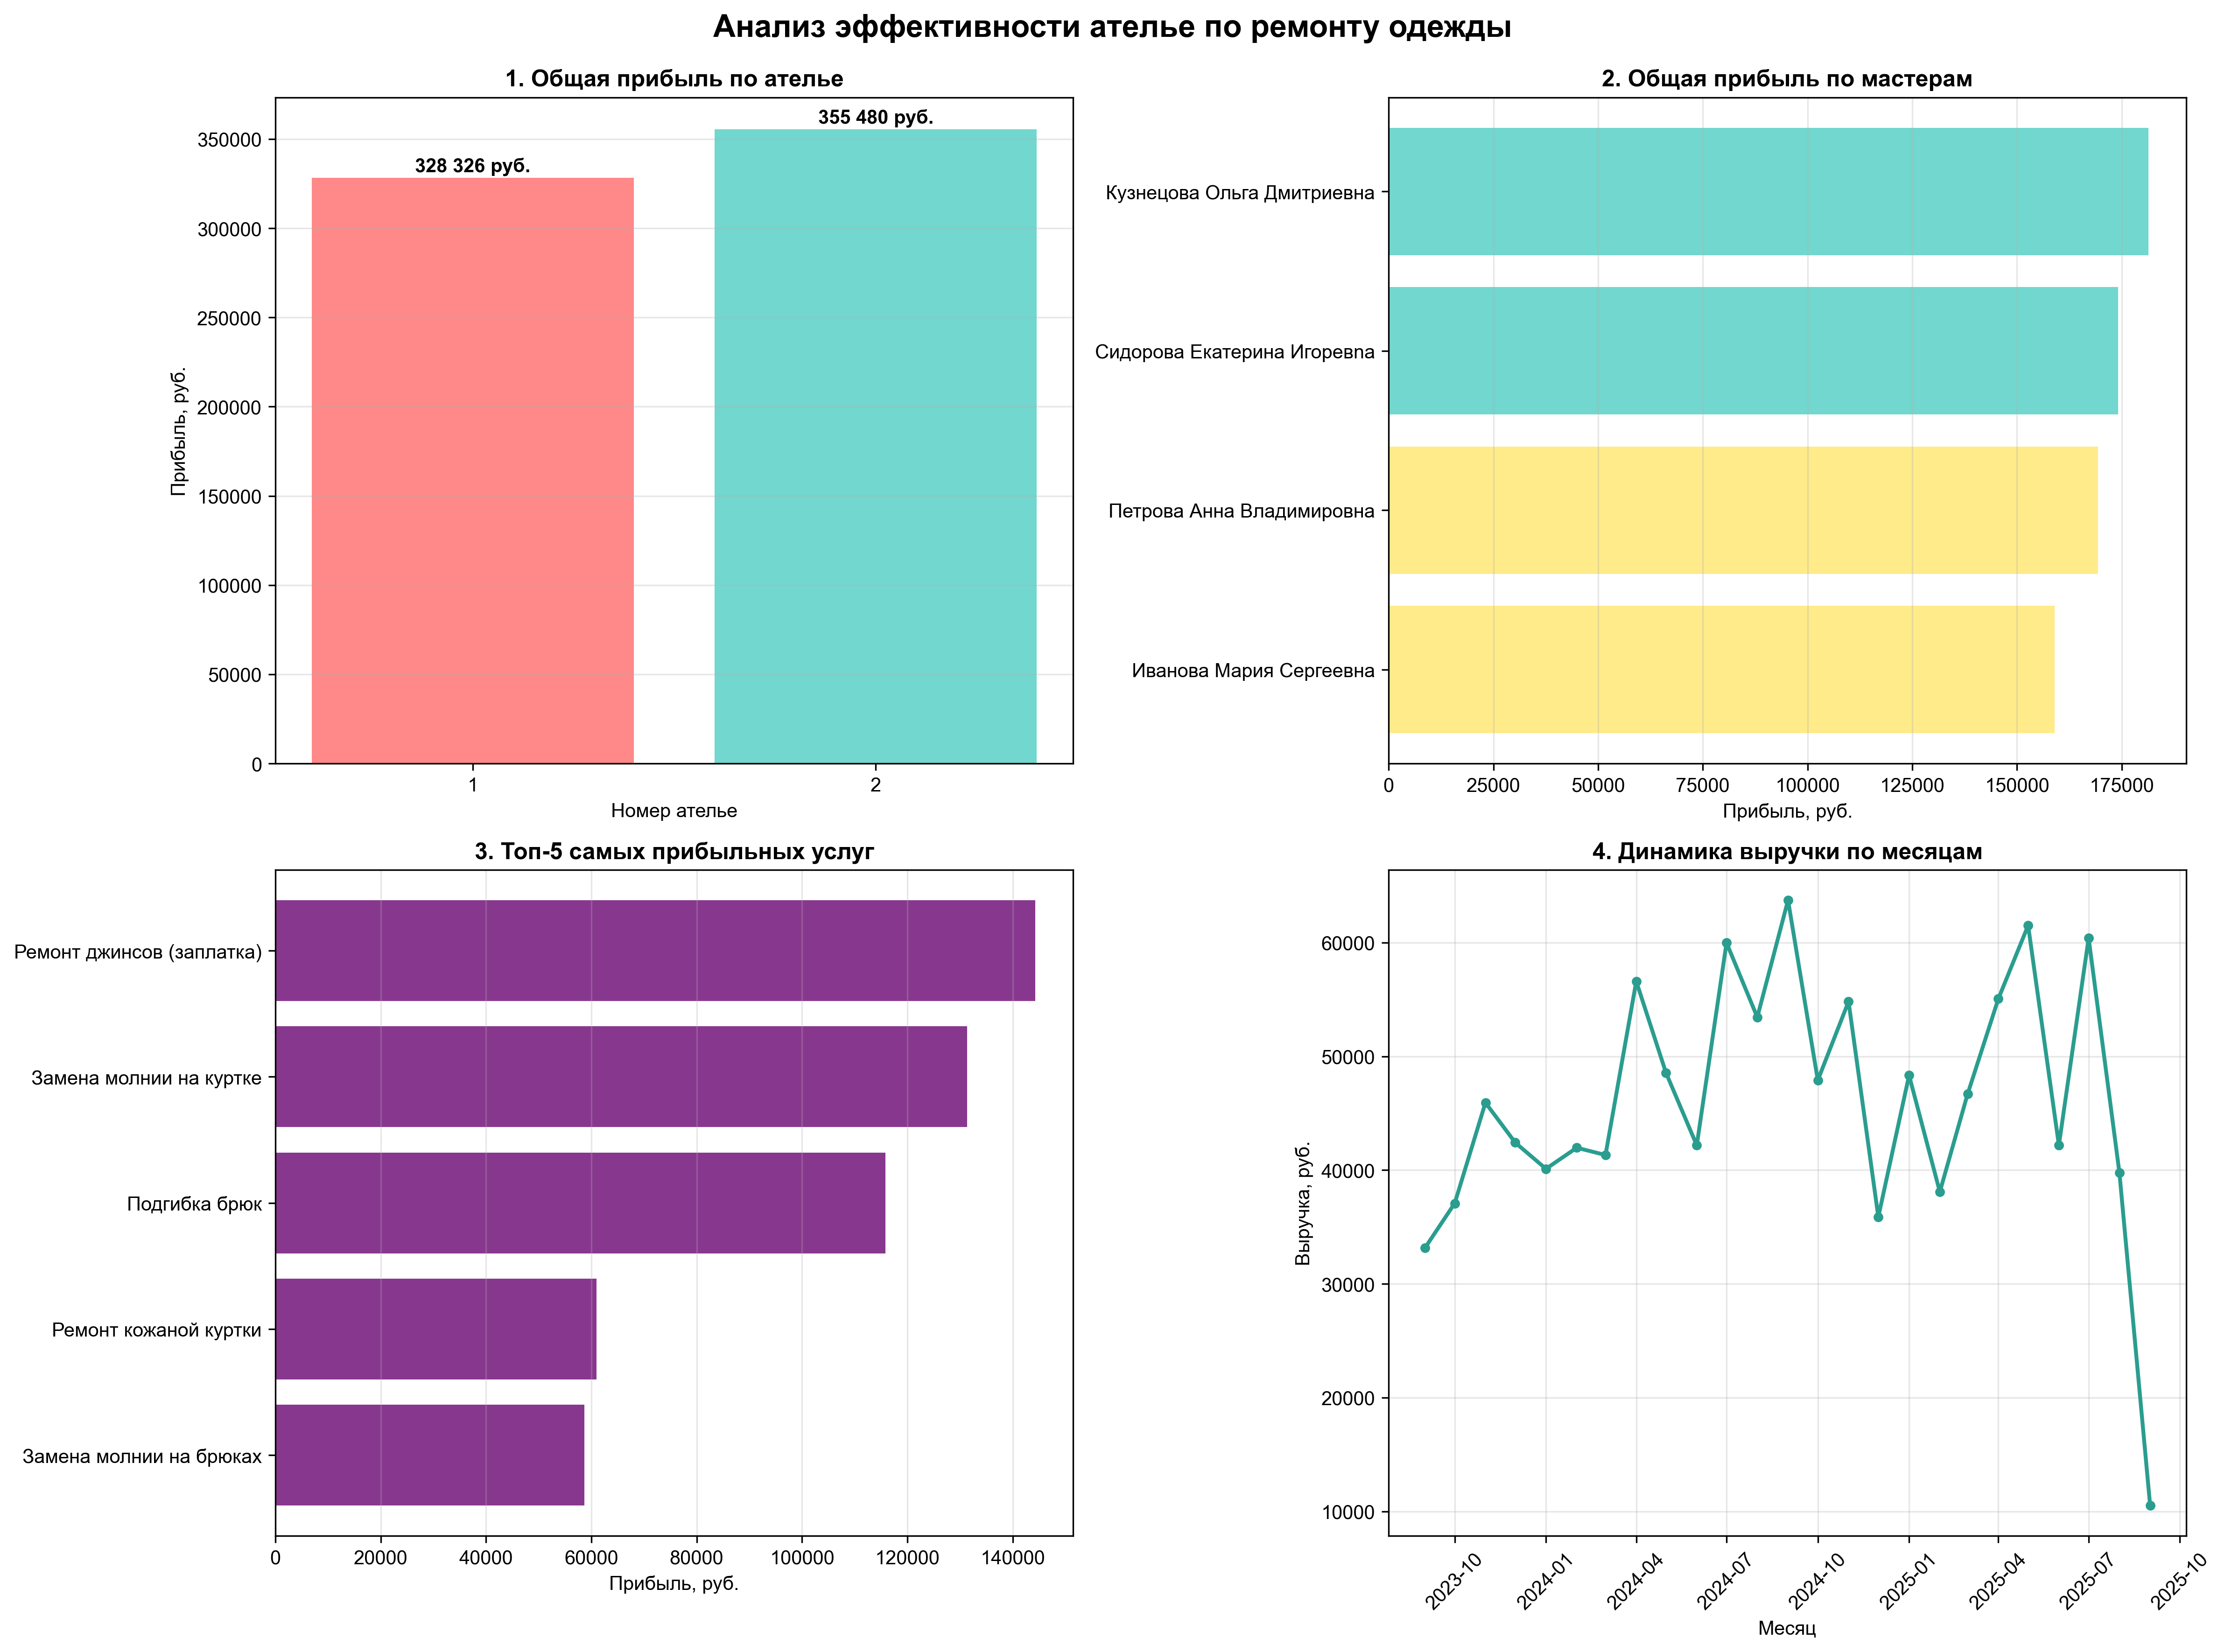 Анализ эффективности ателье по ремонту одежды
1. Общая прибыль по ателье
Прибыль, руб.
350000
300000
250000
200000
150000
100000
50000
0
328 326 руб.
355 480 руб.
1
2
Номер ателье
2. Общая прибыль по мастерам
Кузнецова Ольга Дмитриевна
Сидорова Екатерина Игоревna
Петрова Анна Владимировна
Иванова Мария Сергеевна
0
25000
50000
75000
100000
125000
150000
175000
Прибыль, руб.
3. Топ-5 самых прибыльных услуг
Ремонт джинсов (заплатка)
Замена молнии на куртке
Подгибка брюк
Ремонт кожаной куртки
Замена молнии на брюках
0
20000
40000
60000
80000
100000
120000
140000
Прибыль, руб.
4. Динамика выручки по месяцам
Выручка, руб.
60000
50000
40000
30000
20000
10000
2023-10
2024-01
2024-04
2024-07
2024-10
2025-01
2025-04
2025-07
2025-10
Месяц